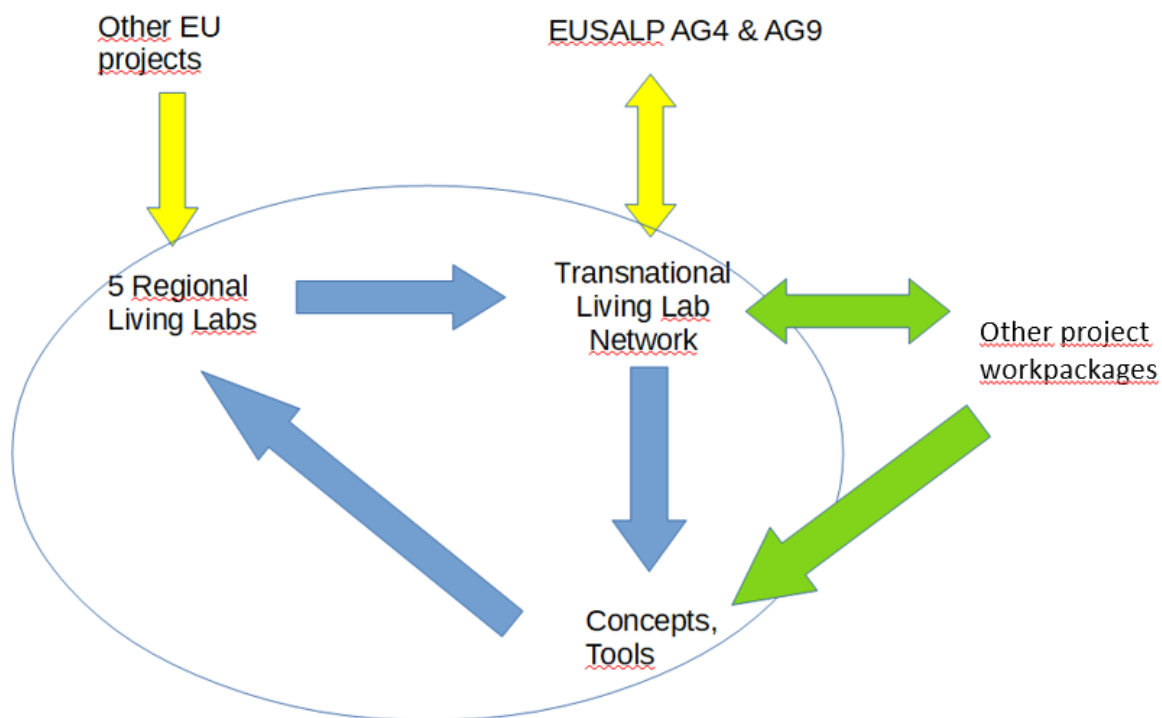 Other EU
projects
EUSALP AG4 & AG9
5 Regional
Living Labs
Transnational
Living Lab
Network
Other project
workpackages
Concepts,
Tools